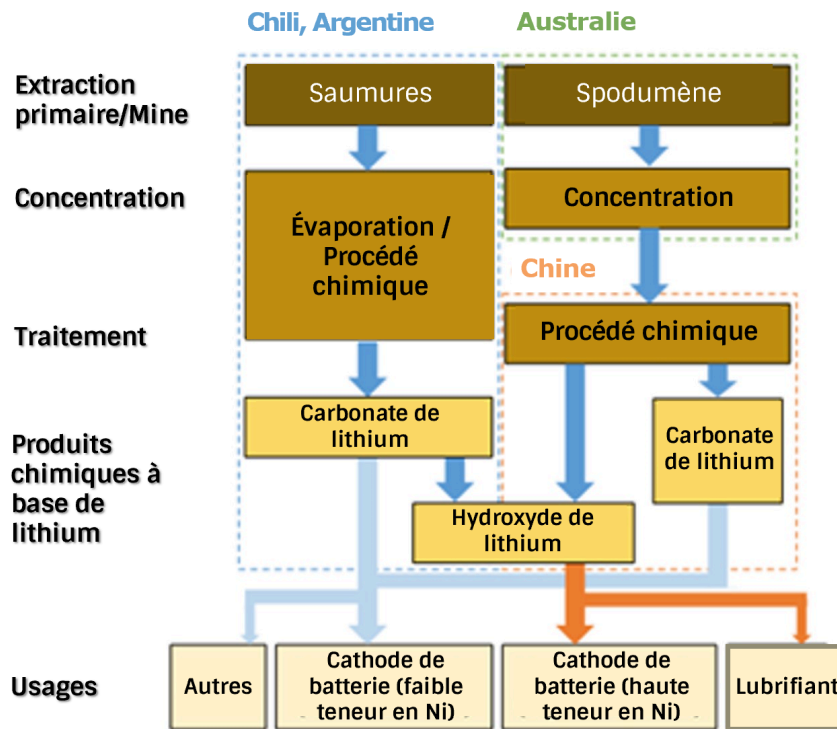 Chili, Argentine
Australie
Extraction
primaire/Mine
Saumures
Spodumène
Concentration
Évaporation /
Procédé
chimique
Concentration
Chine
Traitement
Procédé chimique
Produits
chimiques à
base de
lithium
Carbonate de
lithium
Carbonate
de lithium
Hydroxyde de
lithium
Usages
Autres
Cathode de
batterie (faible
teneur en Ni)
Cathode de
batterie (haute
teneur en Ni)
Lubrifiant